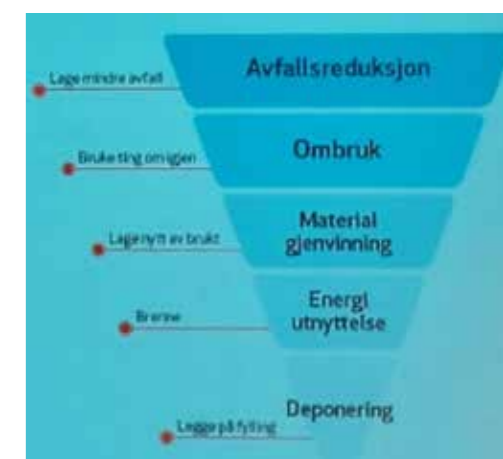 Avfallsreduksjon
Lage mindre avfall
Ombruk
Bruke ting om igjen
Material
gjenvinning
Lage nytt av brukt
Energi
utnyttelse
Brenne
Deponering
Legge på fylling